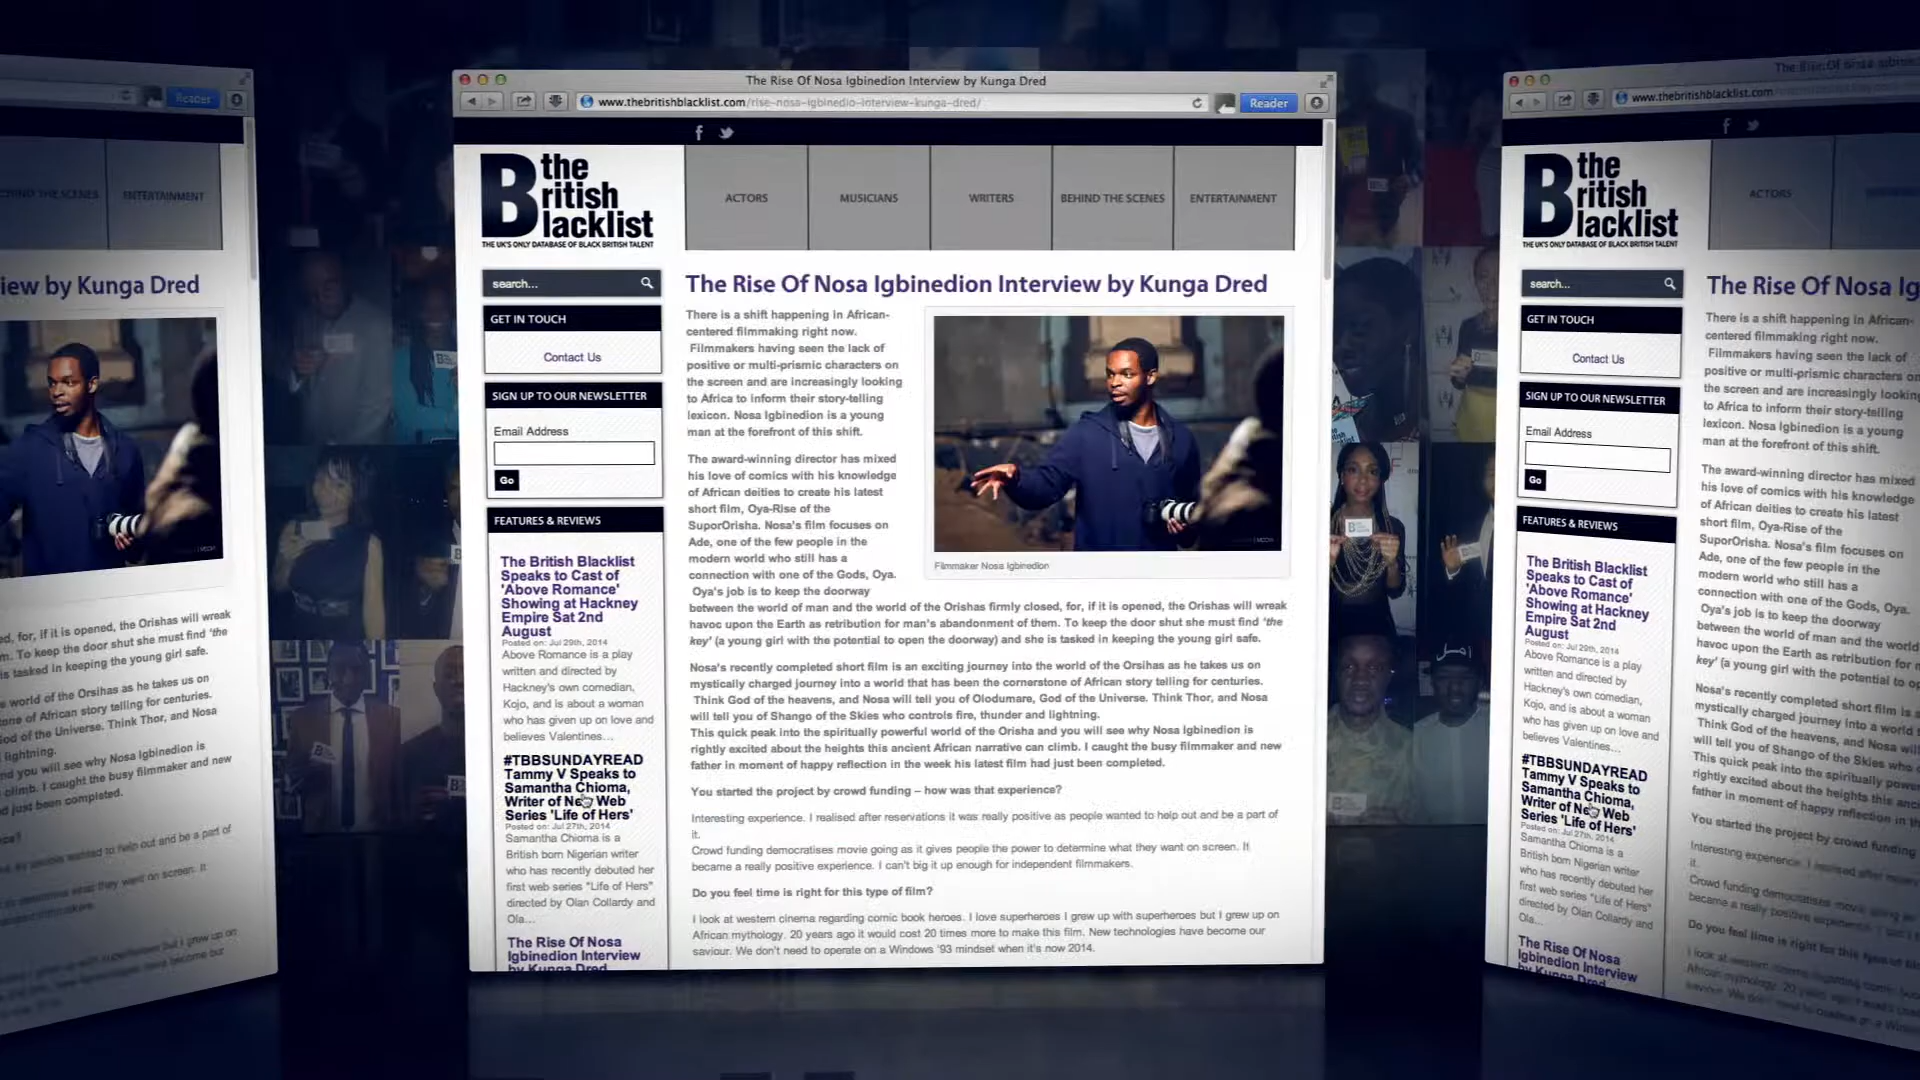 The Rise Of Nosa Igbinedion Interview by Kunga Dred
www.thebritishblacklist.com/rise-nosa-igbinedio-interview-kunga-dred/
Reader
the
British
Blacklist
THE UK'S ONLY DATABASE OF BLACK BRITISH TALENT
ACTORS
MUSICIANS
WRITERS
BEHIND THE SCENES
ENTERTAINMENT
search...
GET IN TOUCH
Contact Us
SIGN UP TO OUR NEWSLETTER
Email Address
Go
FEATURES & REVIEWS
The British Blacklist
Speaks to Cast of
'Above Romance'
Showing at Hackney
Empire Sat 2nd
August
Posted on: Jul 29th, 2014
Above Romance is a play
written and directed by
Hackney's own comedian,
Kojo, and is about a woman
who has given up on love and
believes Valentines...
#TBBSUNDAYREAD
Tammy V Speaks to
Samantha Chioma,
Writer of New Web
Series 'Life of Hers'
Posted on: Jul 27th, 2014
Samantha Chioma is a
British born Nigerian writer
who has recently debuted her
first web series "Life of Hers"
directed by Olan Collardy and
Ola...
The Rise Of Nosa
Igbinedion Interview
by Kunga Dred
The Rise Of Nosa Igbinedion Interview by Kunga Dred
There is a shift happening in African-
centered filmmaking right now.
Filmmakers having seen the lack of
positive or multi-prismic characters on
the screen and are increasingly looking
to Africa to inform their story-telling
lexicon. Nosa Igbinedion is a young
man at the forefront of this shift.
The award-winning director has mixed
his love of comics with his knowledge
of African deities to create his latest
short film, Oya-Rise of the
SuporOrisha. Nosa's film focuses on
Ade, one of the few people in the
modern world who still has a
connection with one of the Gods, Oya.
Oya's job is to keep the doorway
between the world of man and the world of the Orishas firmly closed, for, if it is opened, the Orishas will wreak
havoc upon the Earth as retribution for man's abandonment of them. To keep the door shut she must find 'the
key' (a young girl with the potential to open the doorway) and she is tasked in keeping the young girl safe.
Filmmaker Nosa Igbinedion
Nosa's recently completed short film is an exciting journey into the world of the Orsihas as he takes us on
mystically charged journey into a world that has been the cornerstone of African story telling for centuries.
Think God of the heavens, and Nosa will tell you of Olodumare, God of the Universe. Think Thor, and Nosa
will tell you of Shango of the Skies who controls fire, thunder and lightning.
This quick peak into the spiritually powerful world of the Orisha and you will see why Nosa Igbinedion is
rightly excited about the heights this ancient African narrative can climb. I caught the busy filmmaker and new
father in moment of happy reflection in the week his latest film had just been completed.
You started the project by crowd funding – how was that experience?
Interesting experience. I realised after reservations it was really positive as people wanted to help out and be a part of
it.
Crowd funding democratises movie going as it gives people the power to determine what they want on screen. It
became a really positive experience. I can't big it up enough for independent filmmakers.
Do you feel time is right for this type of film?
I look at western cinema regarding comic book heroes. I love superheroes I grew up with superheroes but I grew up on
African mythology. 20 years ago it would cost 20 times more to make this film. New technologies have become our
saviour. We don't need to operate on a Windows '93 mindset when it's now 2014.